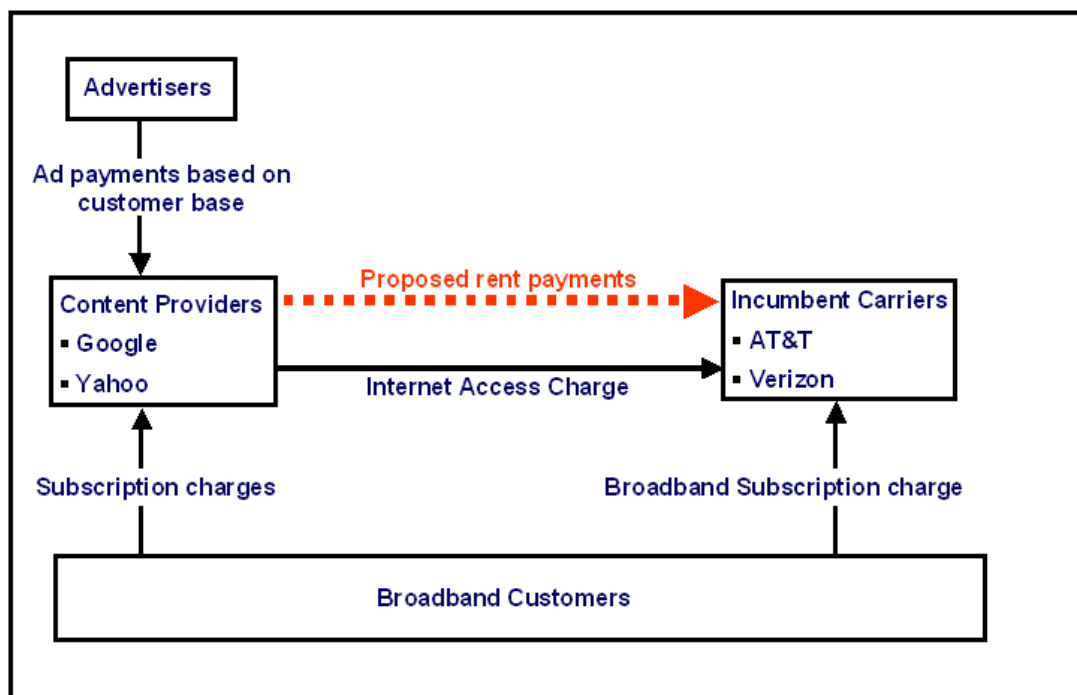 Advertisers
Ad payments based on
customer base
Proposed rent payments
Content Providers
▪ Google
▪ Yahoo
Incumbent Carriers
▪ AT&T
▪ Verizon
Internet Access Charge
Subscription charges
Broadband Subscription charge
Broadband Customers